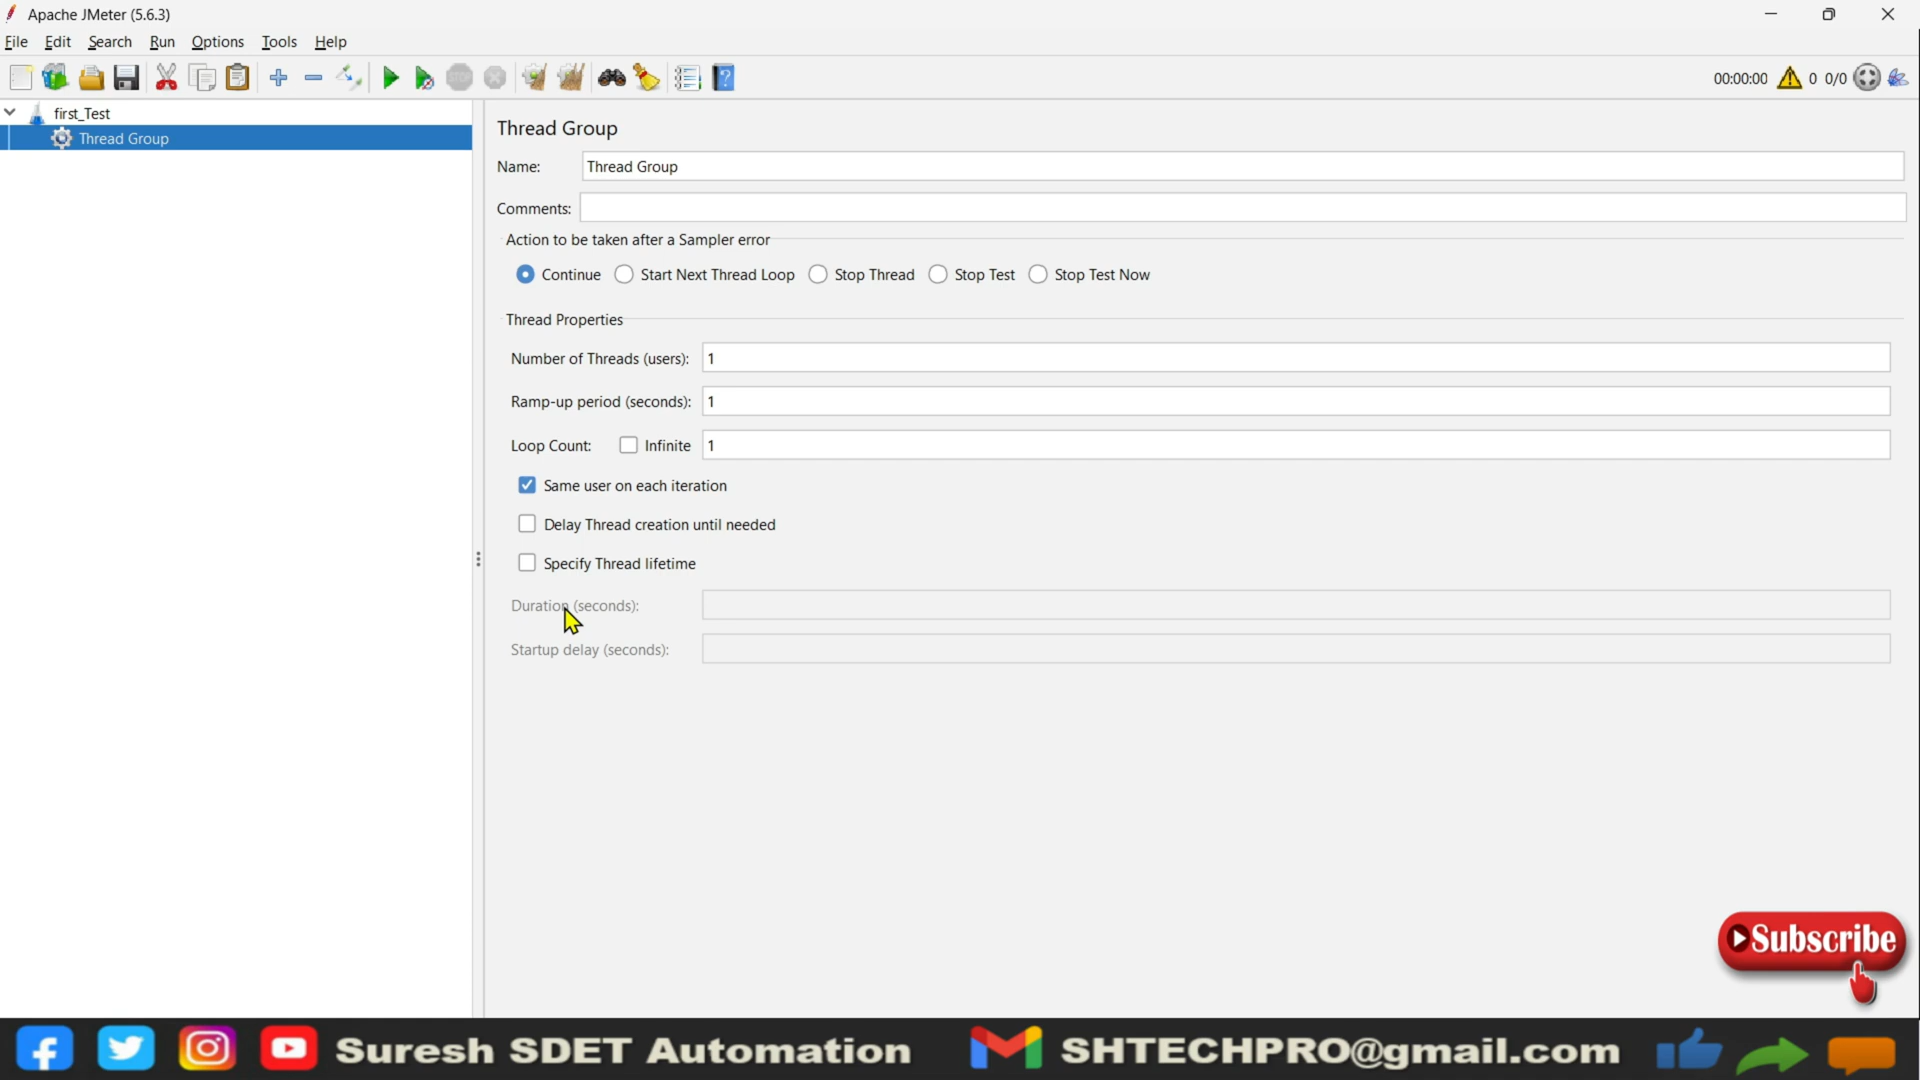 Apache JMeter (5.6.3)
File Edit Search Run Options Tools Help
STOP
00:00:00 0 0/0
first_Test
Thread Group
Thread Group
Name: Thread Group
Comments:
Action to be taken after a Sampler error
Continue Start Next Thread Loop Stop Thread Stop Test Stop Test Now
Thread Properties
Number of Threads (users): 1
Ramp-up period (seconds): 1
Loop Count: Infinite 1
Same user on each iteration
Delay Thread creation until needed
Specify Thread lifetime
Duration (seconds):
Startup delay (seconds):
Subscribe
Suresh SDET Automation SHTECHPRO@gmail.com